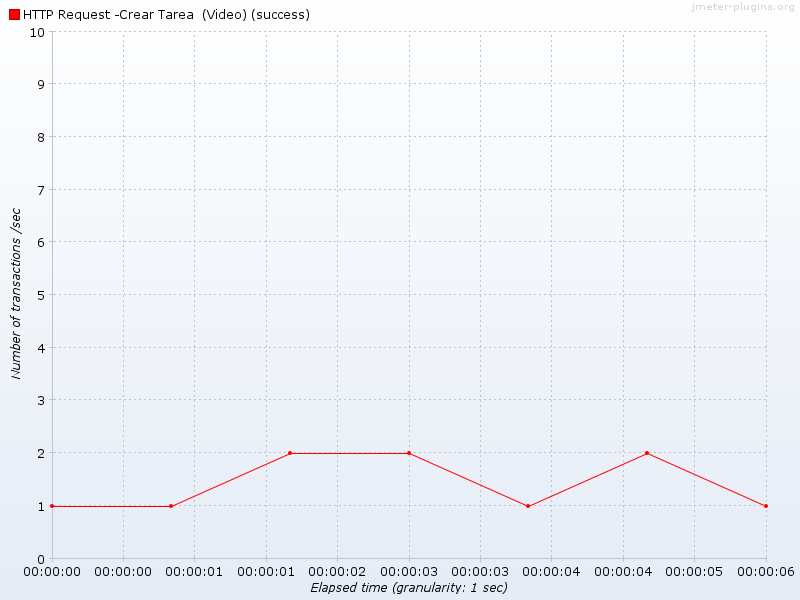 jmeter-plugins.org
HTTP Request -Crear Tarea  (Video) (success)
10
9
8
7
6
5
4
3
2
1
0
Number of transactions /sec
00:00:00 00:00:00 00:00:01 00:00:01 00:00:02 00:00:03 00:00:03 00:00:04 00:00:04 00:00:05 00:00:06
Elapsed time (granularity: 1 sec)